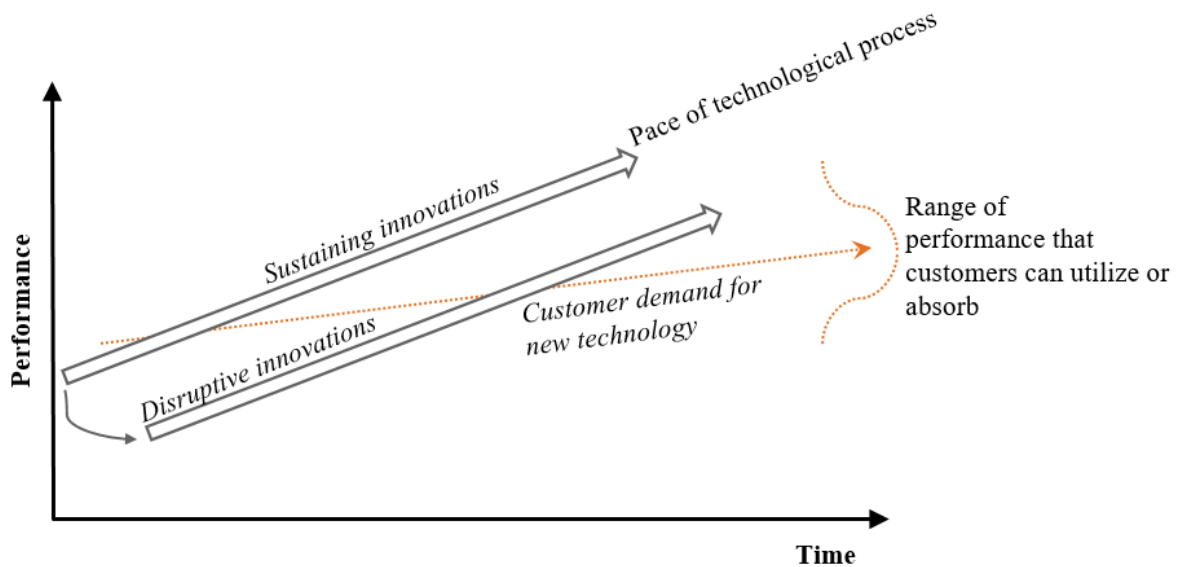 Pace of technological process
Sustaining innovations
Range of
performance that
customers can utilize or
absorb
Performance
Customer demand for
new technology
Disruptive innovations
Time